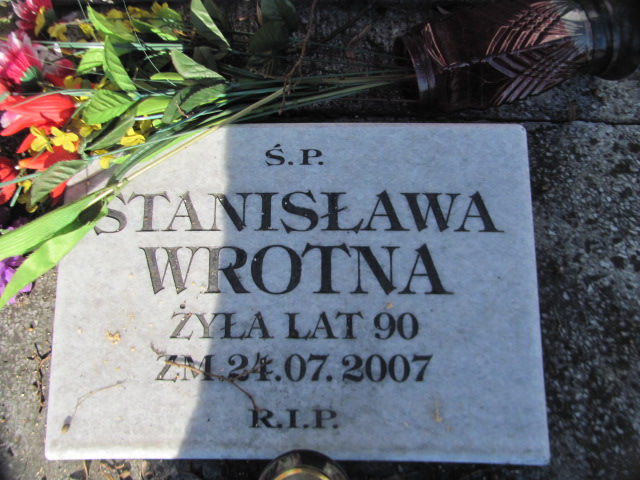 Ś.P.
STANISŁAWA
WROTNA
ŻYŁA LAT 90
ZM.24.07.2007
R.I.P.